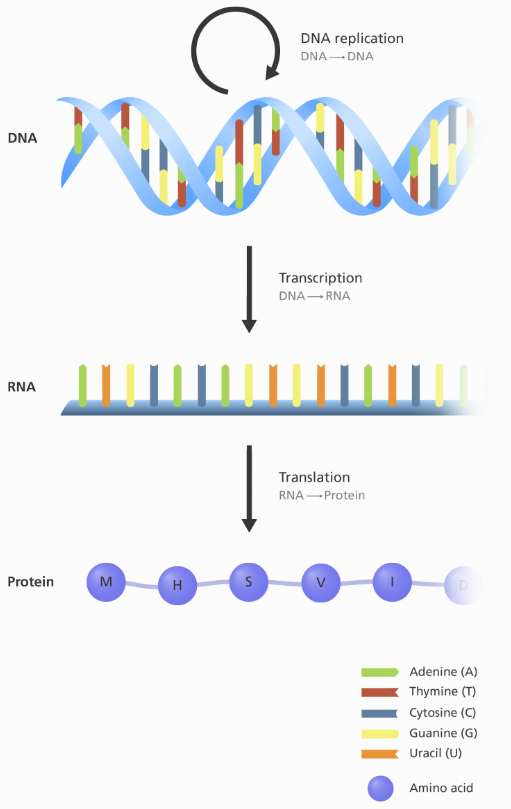 DNA replication
DNA → DNA
DNA
Transcription
DNA → RNA
RNA
Translation
RNA → Protein
Protein
M H S V I D
Adenine (A)
Thymine (T)
Cytosine (C)
Guanine (G)
Uracil (U)
Amino acid